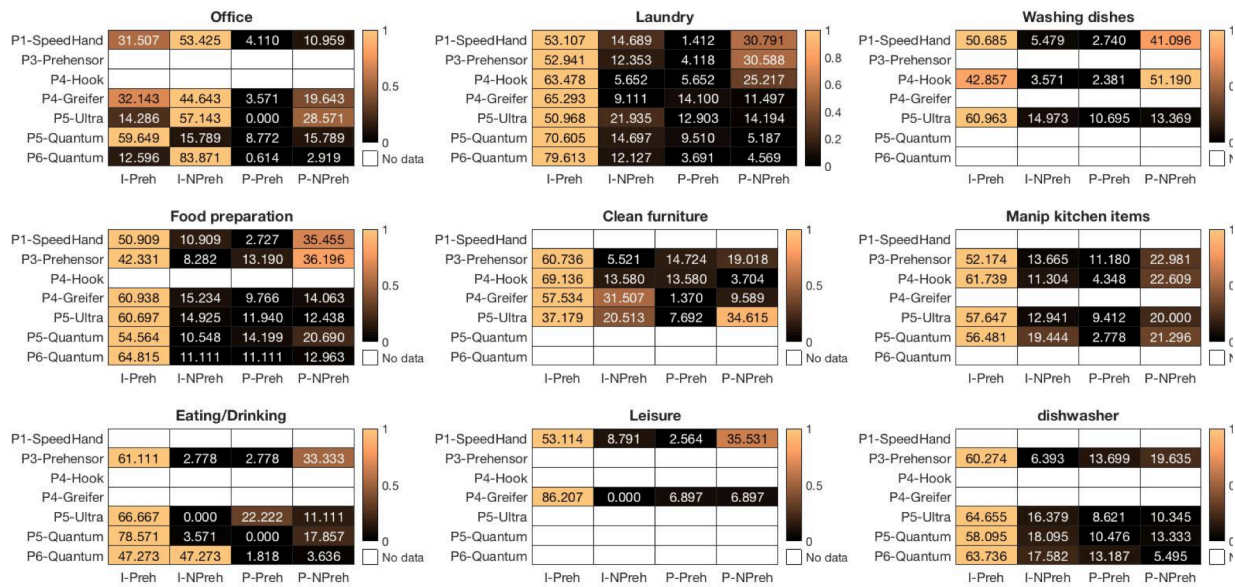 Office
P1-SpeedHand 31.507 53.425 4.110 10.959
P3-Prehensor
P4-Hook
P4-Greifer 32.143 44.643 3.571 19.643
P5-Ultra 14.286 57.143 0.000 28.571
P5-Quantum 59.649 15.789 8.772 15.789
P6-Quantum 12.596 83.871 0.614 2.919
I-Preh I-NPreh P-Preh P-NPreh
1
0.5
0
No data
Laundry
P1-SpeedHand 53.107 14.689 1.412 30.791
P3-Prehensor 52.941 12.353 4.118 30.588
P4-Hook 63.478 5.652 5.652 25.217
P4-Greifer 65.293 9.111 14.100 11.497
P5-Ultra 50.968 21.935 12.903 14.194
P5-Quantum 70.605 14.697 9.510 5.187
P6-Quantum 79.613 12.127 3.691 4.569
I-Preh I-NPreh P-Preh P-NPreh
1
0.8
0.6
0.4
0.2
0
Washing dishes
P1-SpeedHand 50.685 5.479 2.740 41.096
P3-Prehensor
P4-Hook 42.857 3.571 2.381 51.190
P4-Greifer
P5-Ultra 60.963 14.973 10.695 13.369
P5-Quantum
P6-Quantum
I-Preh I-NPreh P-Preh P-NPreh
Food preparation
P1-SpeedHand 50.909 10.909 2.727 35.455
P3-Prehensor 42.331 8.282 13.190 36.196
P4-Hook
P4-Greifer 60.938 15.234 9.766 14.063
P5-Ultra 60.697 14.925 11.940 12.438
P5-Quantum 54.564 10.548 14.199 20.690
P6-Quantum 64.815 11.111 11.111 12.963
I-Preh I-NPreh P-Preh P-NPreh
1
0.5
0
No data
Clean furniture
P1-SpeedHand
P3-Prehensor 60.736 5.521 14.724 19.018
P4-Hook 69.136 13.580 13.580 3.704
P4-Greifer 57.534 31.507 1.370 9.589
P5-Ultra 37.179 20.513 7.692 34.615
P5-Quantum
P6-Quantum
I-Preh I-NPreh P-Preh P-NPreh
1
0.5
0
No data
Manip kitchen items
P1-SpeedHand
P3-Prehensor 52.174 13.665 11.180 22.981
P4-Hook 61.739 11.304 4.348 22.609
P4-Greifer
P5-Ultra 57.647 12.941 9.412 20.000
P5-Quantum 56.481 19.444 2.778 21.296
P6-Quantum
I-Preh I-NPreh P-Preh P-NPreh
Eating/Drinking
P1-SpeedHand
P3-Prehensor 61.111 2.778 2.778 33.333
P4-Hook
P4-Greifer
P5-Ultra 66.667 0.000 22.222 11.111
P5-Quantum 78.571 3.571 0.000 17.857
P6-Quantum 47.273 47.273 1.818 3.636
I-Preh I-NPreh P-Preh P-NPreh
1
0.5
0
No data
Leisure
P1-SpeedHand 53.114 8.791 2.564 35.531
P3-Prehensor
P4-Hook
P4-Greifer 86.207 0.000 6.897 6.897
P5-Ultra
P5-Quantum
P6-Quantum
I-Preh I-NPreh P-Preh P-NPreh
1
0.5
0
No data
dishwasher
P1-SpeedHand
P3-Prehensor 60.274 6.393 13.699 19.635
P4-Hook
P4-Greifer
P5-Ultra 64.655 16.379 8.621 10.345
P5-Quantum 58.095 18.095 10.476 13.333
P6-Quantum 63.736 17.582 13.187 5.495
I-Preh I-NPreh P-Preh P-NPreh